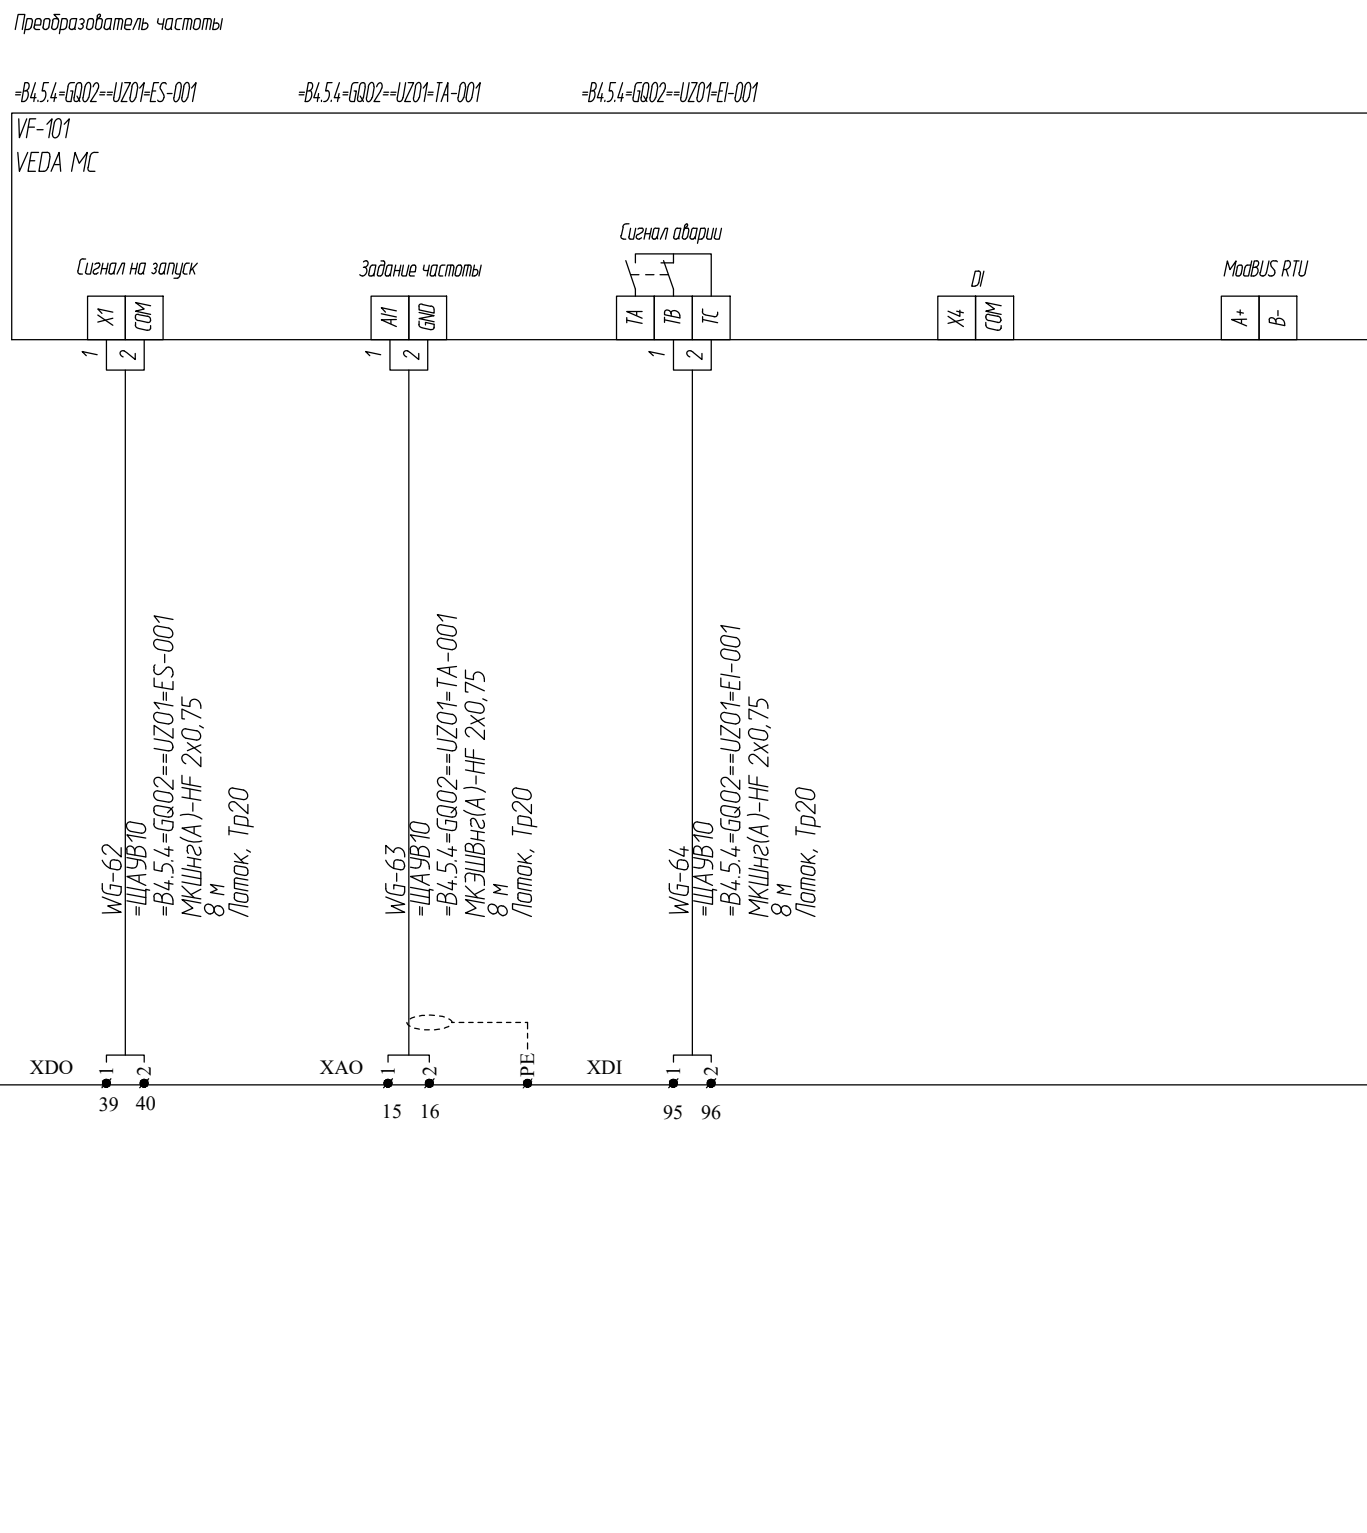 Преобразователь частоты
=B4.5.4=GQ02==UZ01=ES-001
=B4.5.4=GQ02==UZ01=TA-001
=B4.5.4=GQ02==UZ01=EI-001
VF-101
VEDA MC
Сигнал на запуск
Задание частоты
Сигнал аварии
DI
ModBUS RTU
X1
COM
AI1
GND
TA
TB
TC
X4
COM
A+
B-
1
2
1
2
1
2
WG-62
=ЩАУВ10
=B4.5.4=GQ02==UZ01=ES-001
МКШнг(А)-HF 2x0,75
8 м
Лоток, Тр20
WG-63
=ЩАУВ10
=B4.5.4=GQ02==UZ01=TA-001
МКЭШВнг(А)-HF 2x0,75
8 м
Лоток, Тр20
WG-64
=ЩАУВ10
=B4.5.4=GQ02==UZ01=EI-001
МКШнг(А)-HF 2x0,75
8 м
Лоток, Тр20
XDO
1
2
XAO
1
2
PE
XDI
1
2
39
40
15
16
95
96